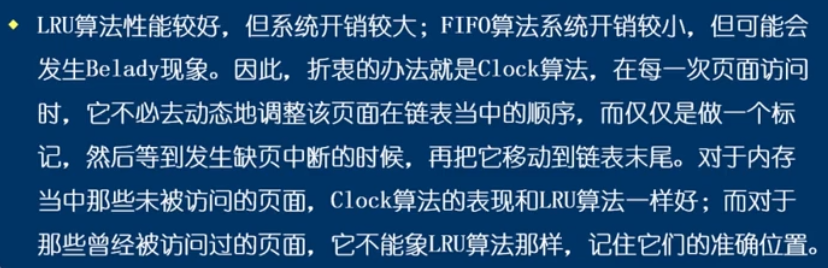 LRU算法性能较好，但系统开销较大；FIFO算法系统开销较小，但可能会
发生Belady现象。因此，折衷的办法就是Clock算法，在每一次页面访问
时，它不必去动态地调整该页面在链表当中的顺序，而仅仅是做一个标
记，然后等到发生缺页中断的时候，再把它移动到链表末尾。对于内存
当中那些未被访问的页面，Clock算法的表现和LRU算法一样好；而对于
那些曾经被访问过的页面，它不能象LRU算法那样，记住它们的准确位置。